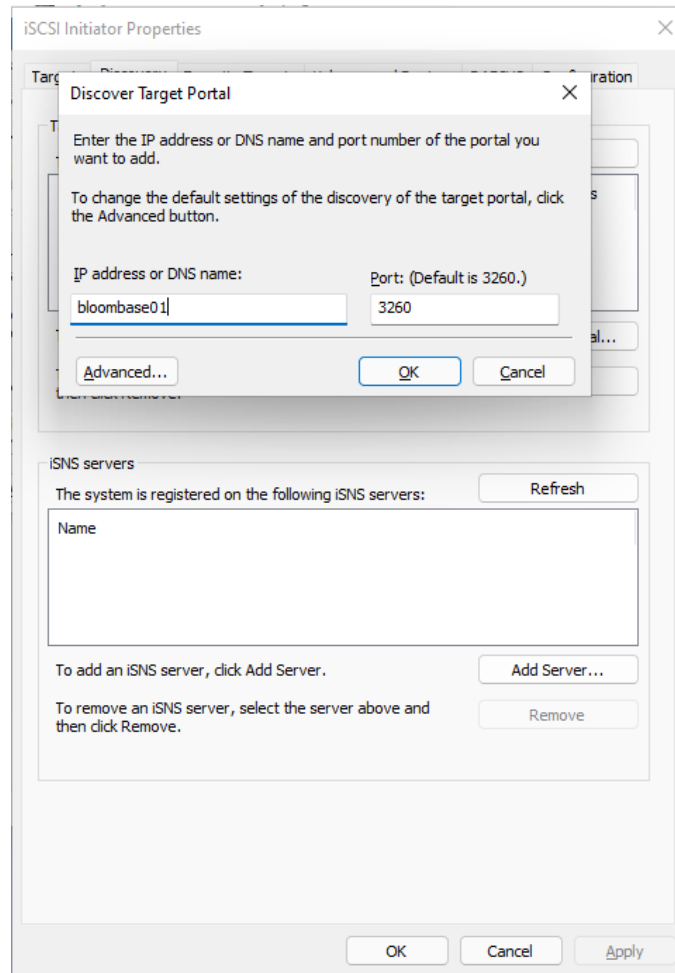 iSCSI Initiator Properties
Discover Target Portal
Enter the IP address or DNS name and port number of the portal you
want to add.
To change the default settings of the discovery of the target portal, click
the Advanced button.
IP address or DNS name:
Port: (Default is 3260.)
bloombase01
3260
Advanced...
OK
Cancel
then click Remove.
iSNS servers
The system is registered on the following iSNS servers:
Refresh
Name
To add an iSNS server, click Add Server.
Add Server...
To remove an iSNS server, select the server above and
then click Remove.
Remove
OK
Cancel
Apply